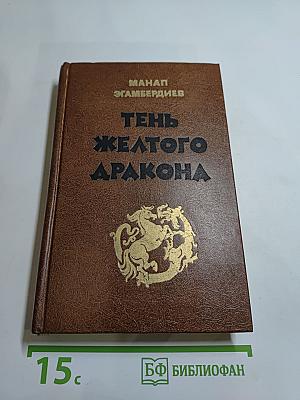 МАНАП
ЭГАМБЕРДИЕВ
ТЕНЬ
ЖЕЛТОГО
ДРАКОНА
15с
БФ БИБЛИОФАН